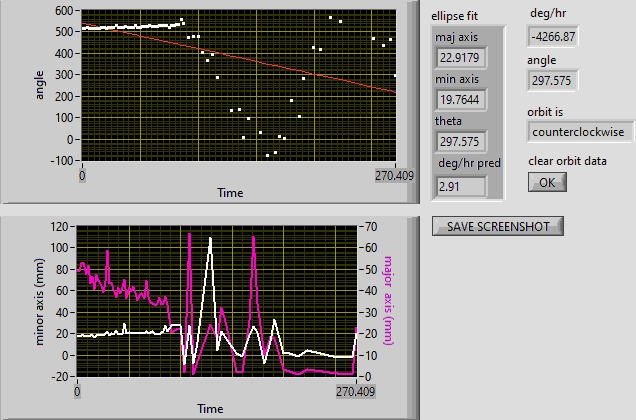 600
500
400
300
200
100
0
-100
angle
0
270.409
Time
ellipse fit
maj axis
22.9179
min axis
19.7644
theta
297.575
deg/hr pred
2.91
deg/hr
-4266.87
angle
297.575
orbit is
counterclockwise
clear orbit data
OK
SAVE SCREENSHOT
120
100
80
60
40
20
0
-20
minor axis (mm)
70
60
50
40
30
20
10
0
major axis (mm)
0
270.409
Time